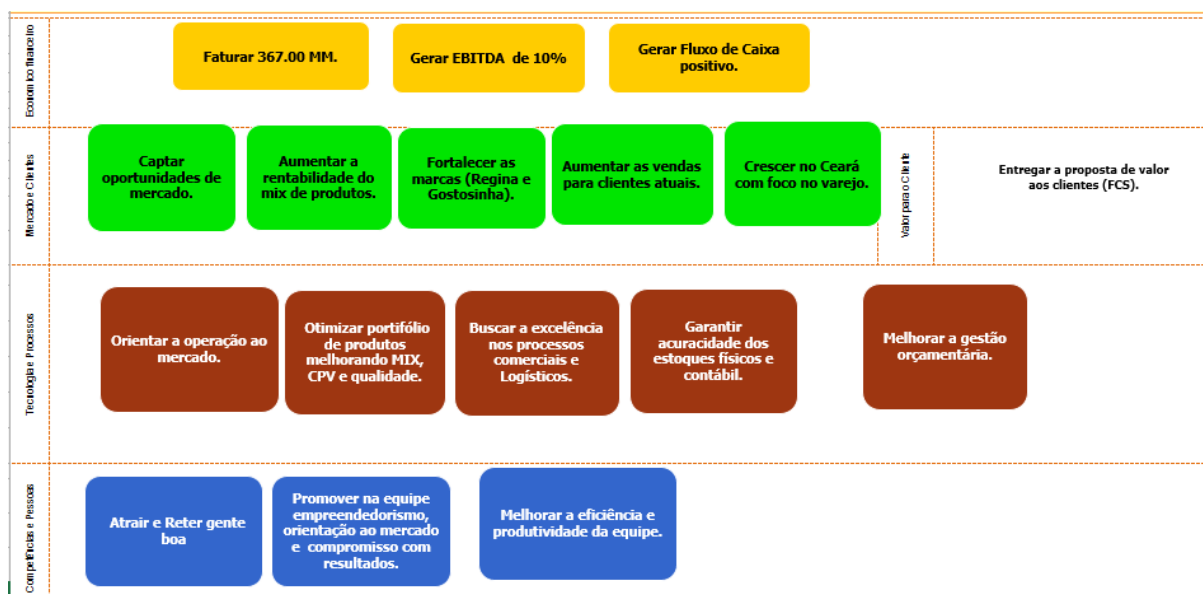 Economico financeiro
Faturar 367.00 MM.
Gerar EBITDA de 10%
Gerar Fluxo de Caixa
positivo.
Mercado e Clientes
Captar
oportunidades de
mercado.
Aumentar a
rentabilidade do
mix de produtos.
Fortalecer as
marcas (Regina e
Gostosinha).
Aumentar as vendas
para clientes atuais.
Crescer no Ceará
com foco no varejo.
Valor para o Cliente
Entregar a proposta de valor
aos clientes (FCS).
Tecnologia e Processos
Orientar a operação ao
mercado.
Otimizar portifólio
de produtos
melhorando MIX,
CPV e qualidade.
Buscar a excelência
nos processos
comerciais e
Logísticos.
Garantir
acuracidade dos
estoques físicos e
contábil.
Melhorar a gestão
orçamentária.
Competências e Pessoas
Atrair e Reter gente
boa
Promover na equipe
empreendedorismo,
orientação ao mercado
e compromisso com
resultados.
Melhorar a eficiência e
produtividade da equipe.